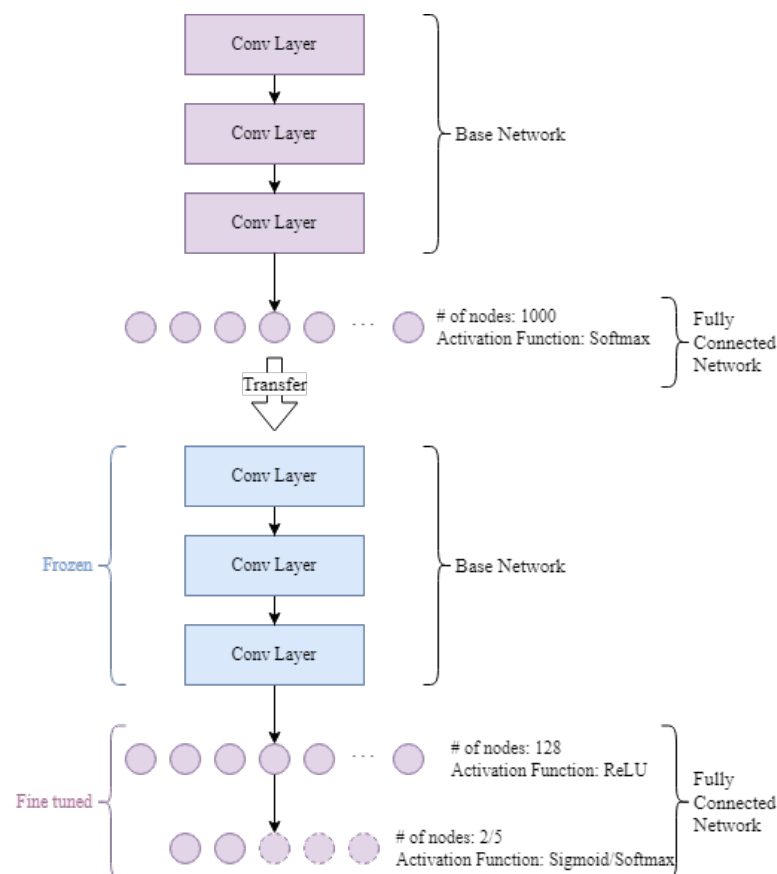 Conv Layer
Conv Layer
Base Network
Conv Layer
# of nodes: 1000
Activation Function: Softmax
Fully
Connected
Network
...
Transfer
Conv Layer
Frozen
Conv Layer
Base Network
Conv Layer
# of nodes: 128
Activation Function: ReLU
...
Fine tuned
Fully
Connected
Network
# of nodes: 2/5
Activation Function: Sigmoid/Softmax